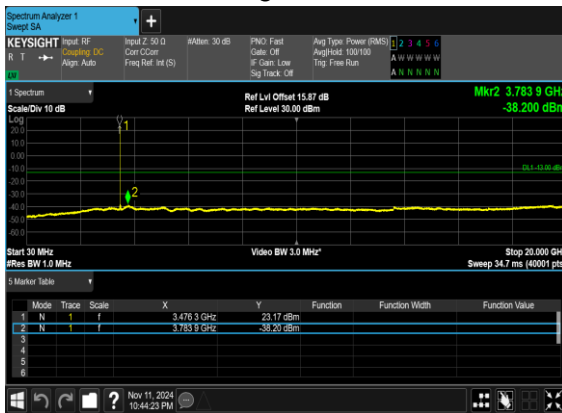 Spectrum Analyzer 1
Swept SA
+
KEYSIGHT Input: RF Input Z: 50 Ω #Atten: 30 dB PNO: Fast Avg Type: Power (RMS) 1 2 3 4 5 6
R T Coupling: DC Corr CCorr Gate: Off Avg|Hold: 100/100 A W W W W W
Align: Auto Freq Ref: Int (S) IF Gain: Low Trig: Free Run
LXI Sig Track: Off A N N N N N
1 Spectrum Ref Lvl Offset 15.87 dB Mkr2 3.783 9 GHz
Scale/Div 10 dB Ref Level 30.00 dBm -38.200 dBm
Log
20.0 1
10.0
0.00
-10.0 DL1 -13.00 dBm
-20.0
-30.0 2
-40.0
-50.0
-60.0
Start 30 MHz Video BW 3.0 MHz* Stop 20.000 GHz
#Res BW 1.0 MHz Sweep 34.7 ms (40001 pts)
5 Marker Table
Mode Trace Scale X Y Function Function Width Function Value
1 N 1 f 3.476 3 GHz 23.17 dBm
2 N 1 f 3.783 9 GHz -38.20 dBm
3
4
5
6
? Nov 11, 2024
10:44:23 PM